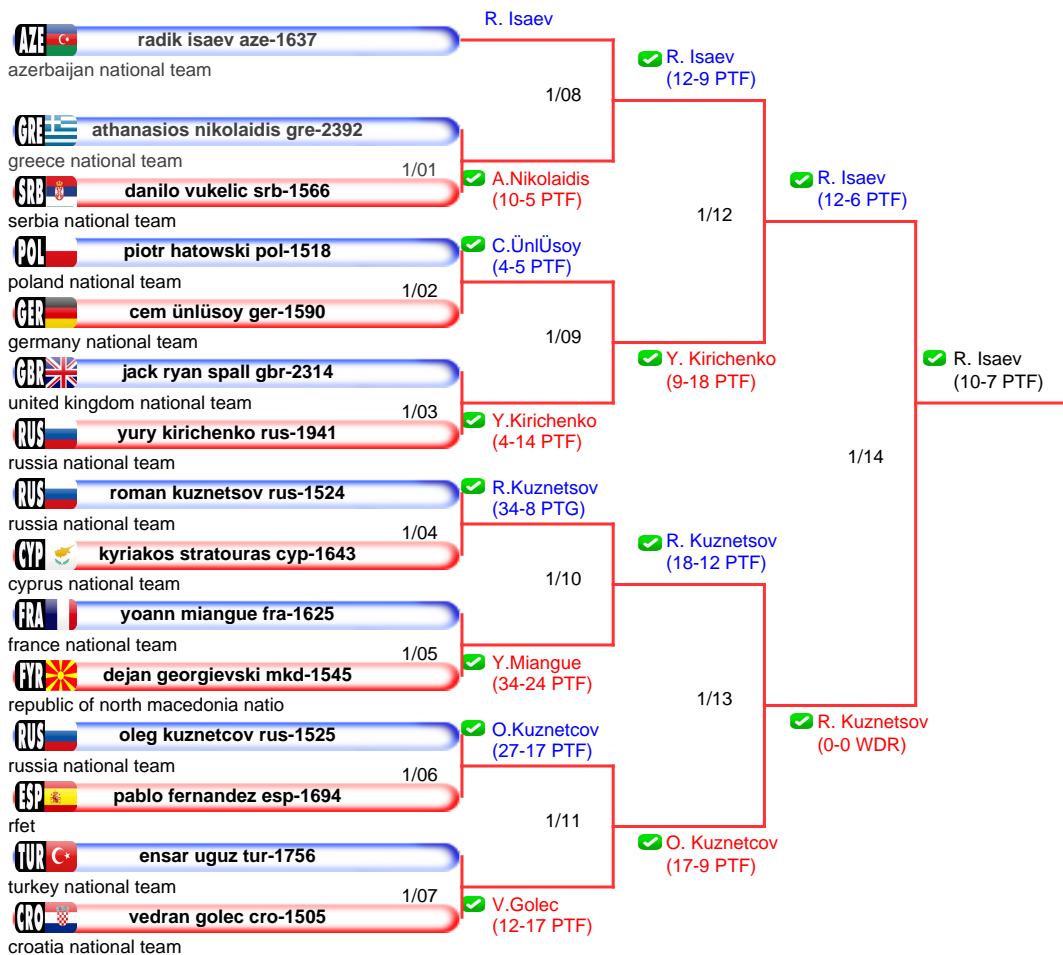 R. Isaev
AZE radik isaev aze-1637
azerbaijan national team
R. Isaev
(12-9 PTF)
1/08
GRE athanasios nikolaidis gre-2392
greece national team
1/01
A.Nikolaidis
(10-5 PTF)
SRB danilo vukelic srb-1566
serbia national team
R. Isaev
(12-6 PTF)
1/12
POL piotr hatowski pol-1518
poland national team
C.ÜnlÜsoy
(4-5 PTF)
1/02
GER cem ünlüsoy ger-1590
germany national team
1/09
GBR jack ryan spall gbr-2314
united kingdom national team
Y. Kirichenko
(9-18 PTF)
R. Isaev
(10-7 PTF)
1/03
RUS yury kirichenko rus-1941
russia national team
Y.Kirichenko
(4-14 PTF)
1/14
RUS roman kuznetsov rus-1524
russia national team
R.Kuznetsov
(34-8 PTG)
1/04
CYP kyriakos stratouras cyp-1643
cyprus national team
R. Kuznetsov
(18-12 PTF)
1/10
FRA yoann miangue fra-1625
france national team
1/05
FYR dejan georgievski mkd-1545
republic of north macedonia natio
Y.Miangue
(34-24 PTF)
1/13
RUS oleg kuznetcov rus-1525
russia national team
O.Kuznetcov
(27-17 PTF)
R. Kuznetsov
(0-0 WDR)
1/06
ESP pablo fernandez esp-1694
rfet
1/11
TUR ensar uguz tur-1756
turkey national team
O. Kuznetcov
(17-9 PTF)
1/07
CRO vedran golec cro-1505
croatia national team
V.Golec
(12-17 PTF)